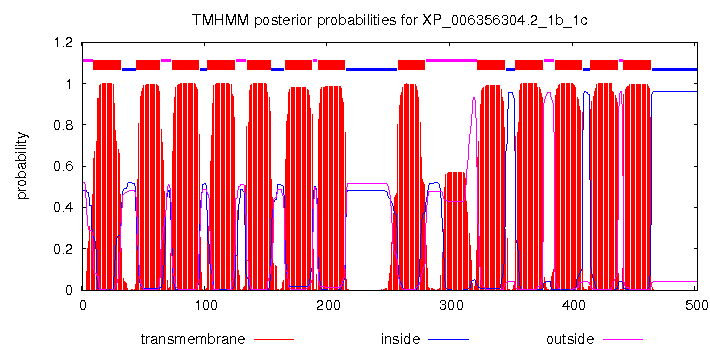 TMHMM posterior probabilities for XP_006356304.2_1b_1c
1.2
1
0.8
0.6
0.4
0.2
0
probability
0 100 200 300 400 500
transmembrane inside outside